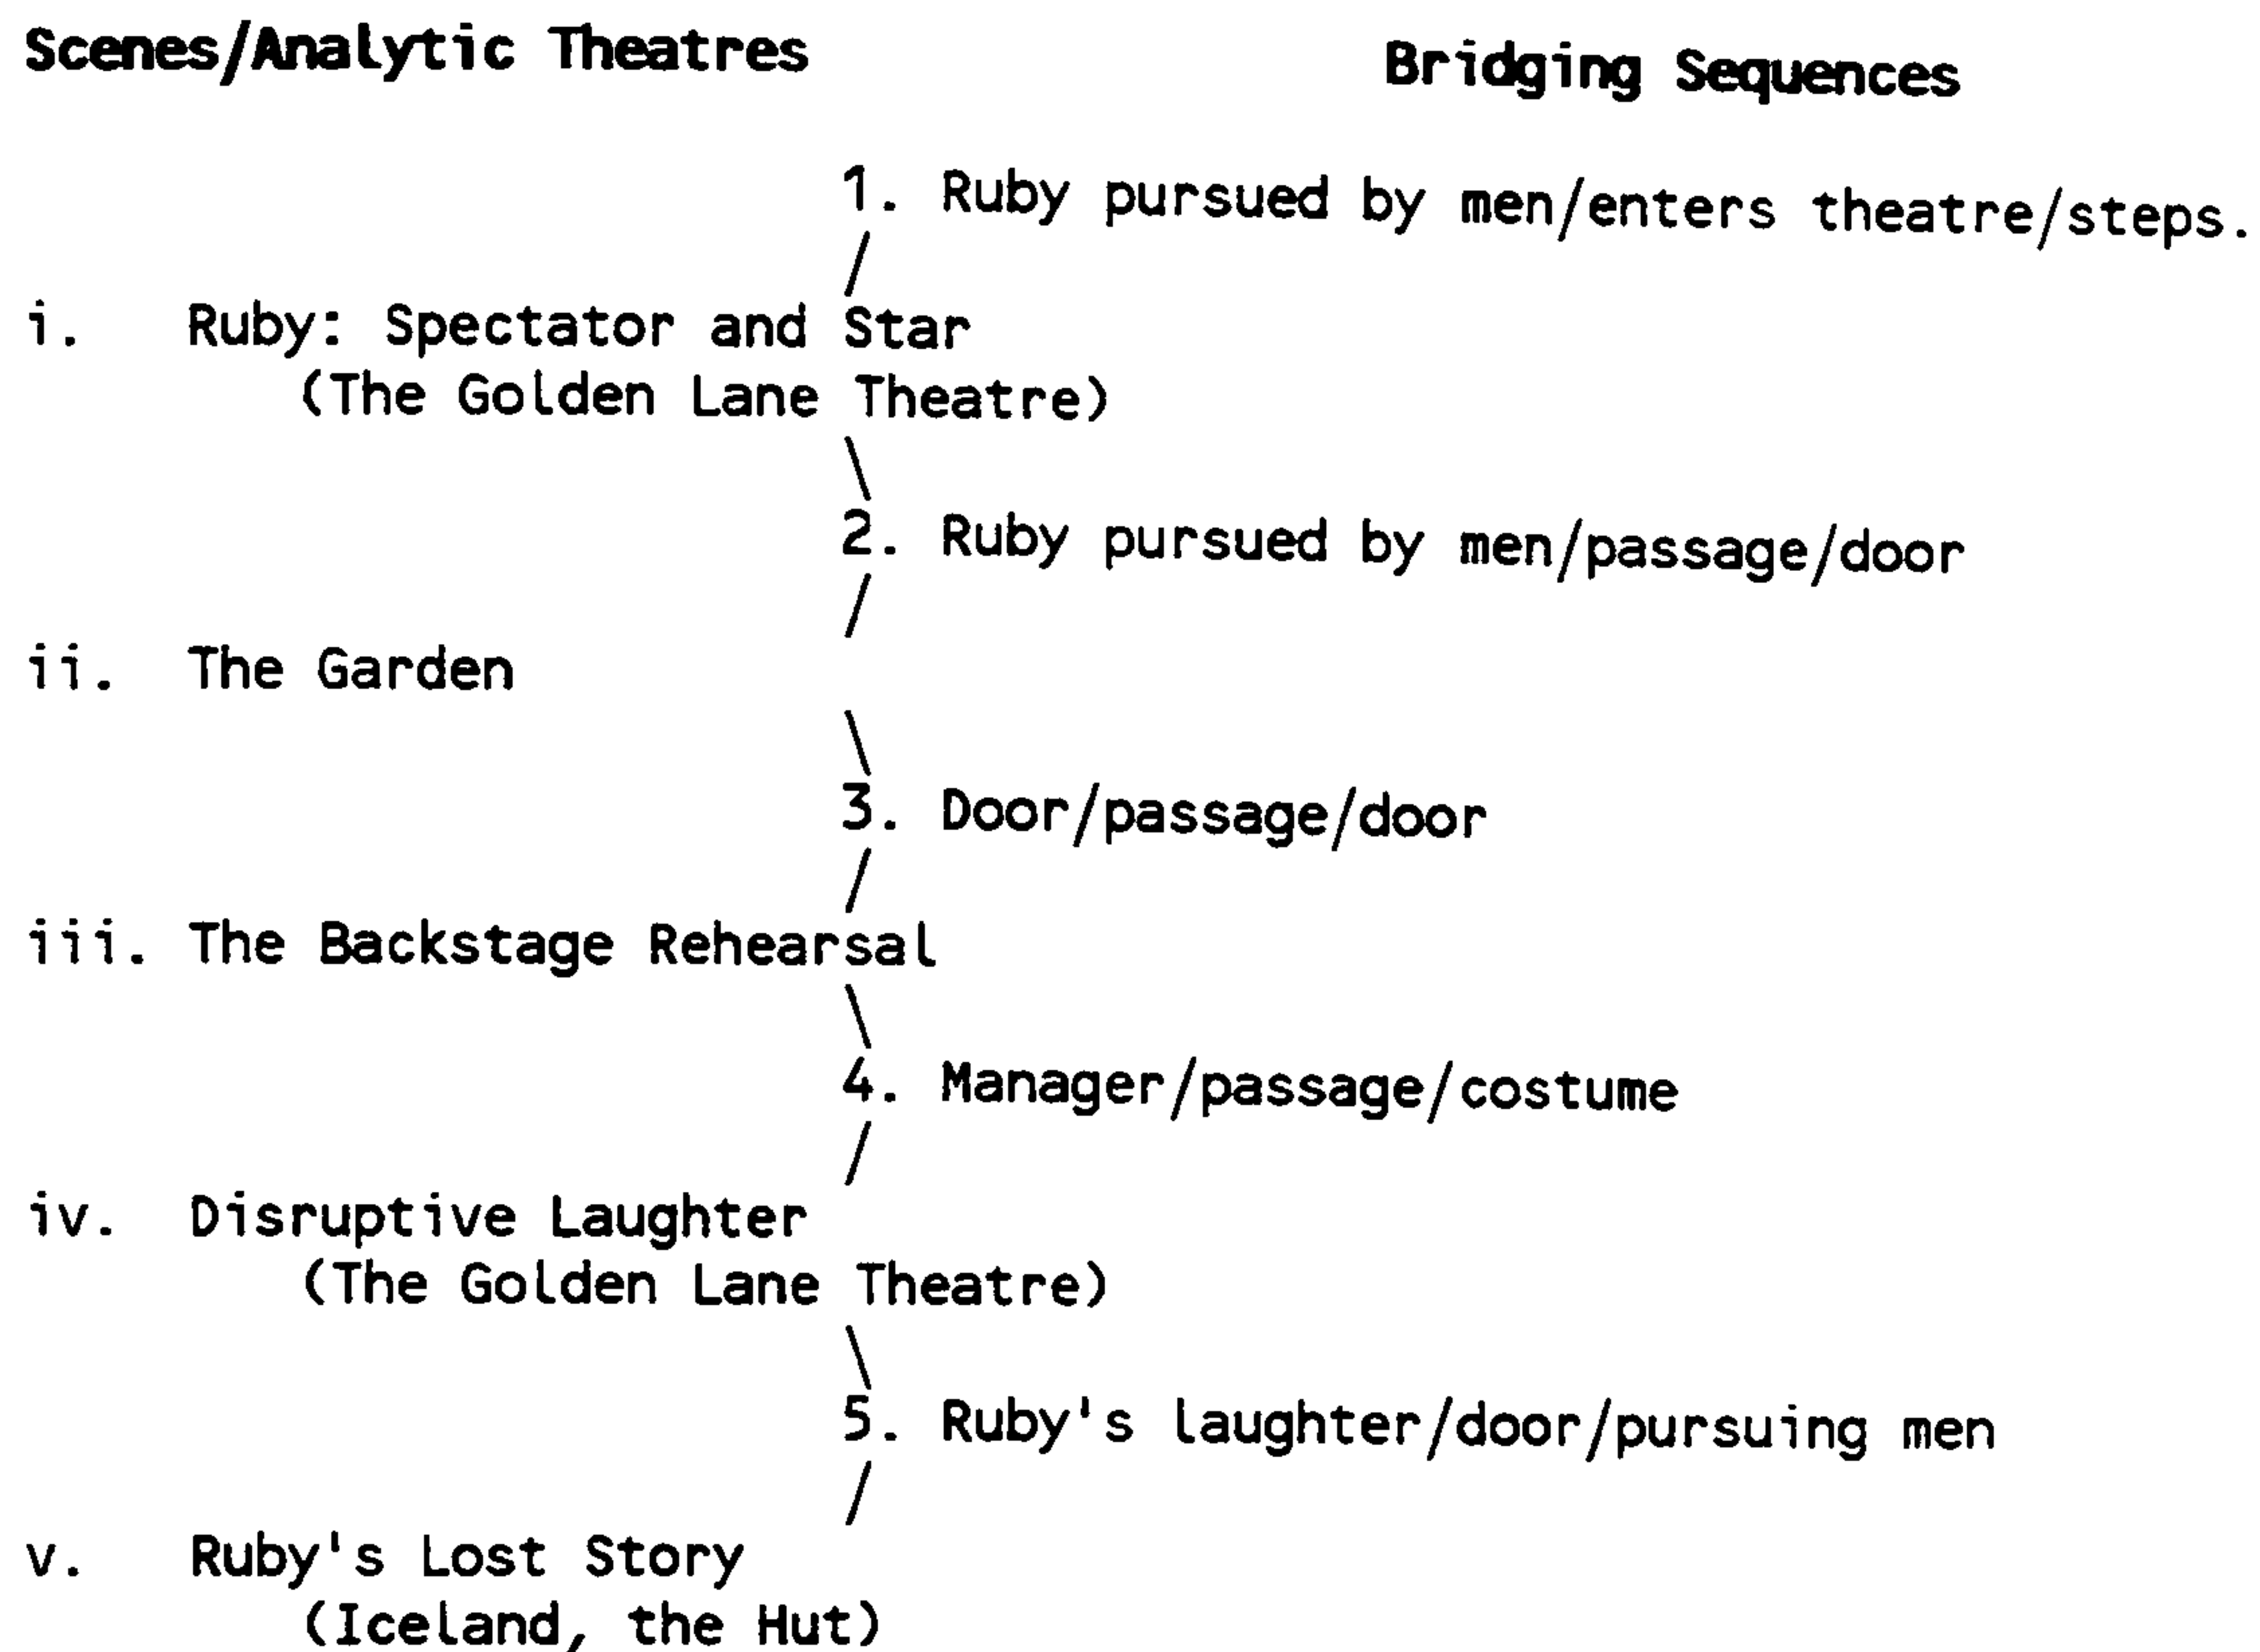 Scenes/Analytic Theatres Bridging Sequences
1. Ruby pursued by men/enters theatre/steps.
/
i. Ruby: Spectator and Star
(The Golden Lane Theatre)
\
2. Ruby pursued by men/passage/door
/
ii. The Garden
\
3. Door/passage/door
/
iii. The Backstage Rehearsal
\
4. Manager/passage/costume
/
iv. Disruptive Laughter
(The Golden Lane Theatre)
\
5. Ruby's laughter/door/pursuing men
/
v. Ruby's Lost Story
(Iceland, the Hut)